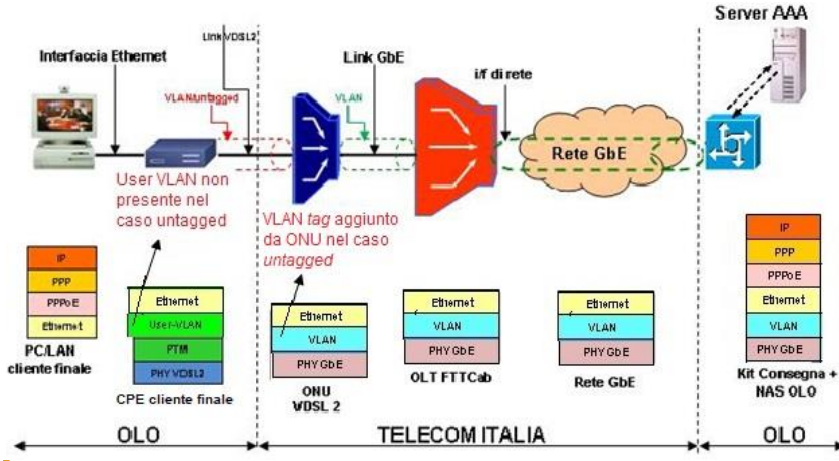 Server AAA
Link VDSL2
Interfaccia Ethernet
Link GbE
i/f di rete
VLAN/untagged
VLAN
Rete GbE
User VLAN non
presente nel
caso untagged
VLAN tag aggiunto
da ONU nel caso
untagged
IP
PPP
PPPoE
Ethernet
PC/LAN
cliente finale
Ethernet
User-VLAN
PTM
PHY VDSL2
CPE cliente finale
Ethernet
VLAN
PHY GbE
ONU
VDSL 2
Ethernet
VLAN
PHY GbE
OLT FTTCab
Ethernet
VLAN
PHY GbE
Rete GbE
IP
PPP
PPPoE
Ethernet
VLAN
PHY GbE
Kit Consegna +
NAS OLO
OLO
TELECOM ITALIA
OLO